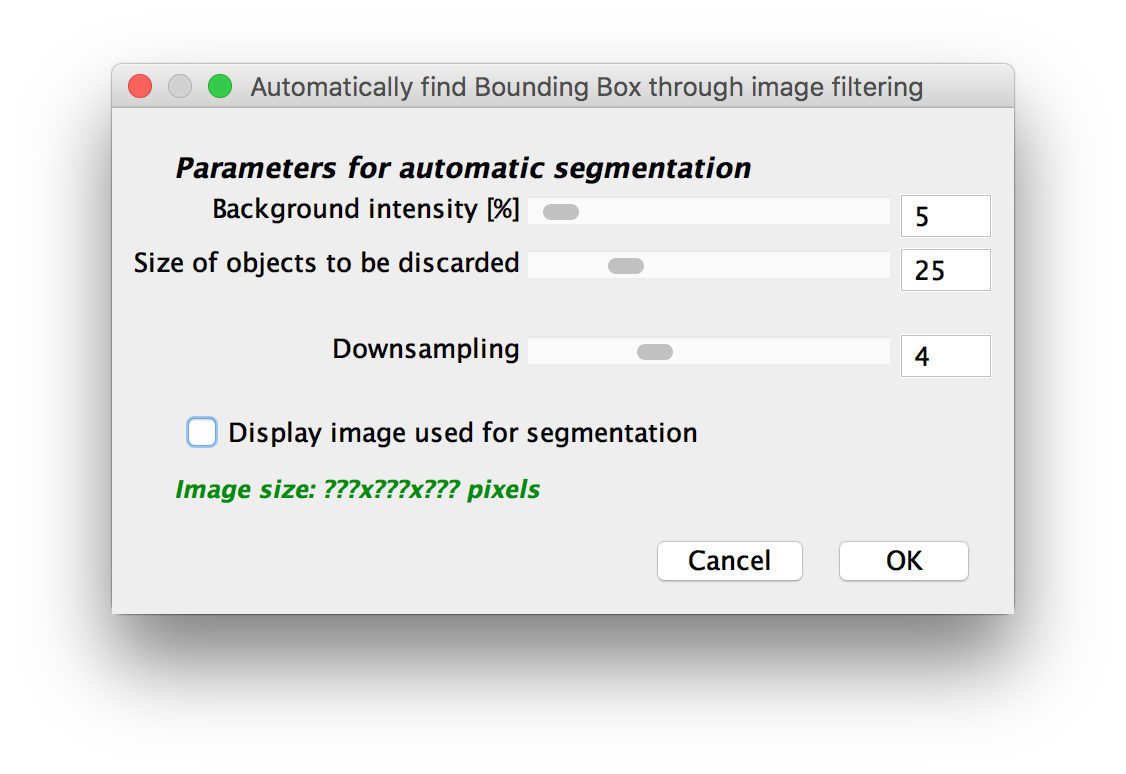 Automatically find Bounding Box through image filtering
Parameters for automatic segmentation
Background intensity [%] 5
Size of objects to be discarded 25
Downsampling 4
Display image used for segmentation
Image size: ???x???x??? pixels
Cancel OK